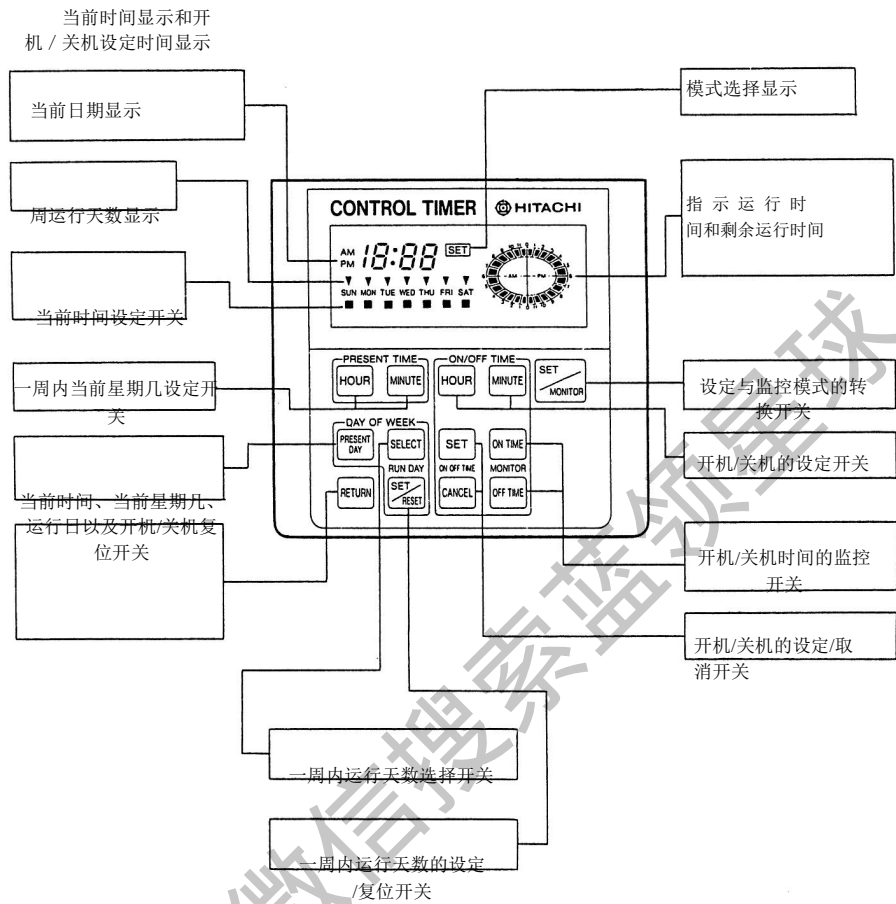 当前时间显示和开
机 / 关机设定时间显示
当前日期显示
模式选择显示
周运行天数显示
指示运行时
间和剩余运行时间
当前时间设定开关
一周内当前星期几设定开
关
设定与监控模式的转
换开关
开机/关机的设定开关
当前时间、当前星期几、
运行日以及开机/关机复
位开关
开机/关机时间的监控
开关
开机/关机的设定/取
消开关
一周内运行天数选择开关
一周内运行天数的设定
/复位开关
CONTROL TIMER HITACHI
AM
PM
18:88 SET
SUN MON TUE WED THU FRI SAT
AM PM
PRESENT TIME ON/OFF TIME
HOUR MINUTE HOUR MINUTE SET/MONITOR
DAY OF WEEK
PRESENT DAY SELECT SET ON TIME
RUN DAY ON OFF TIME MONITOR
RETURN SET/RESET CANCEL OFF TIME
微信搜索蓝领星球